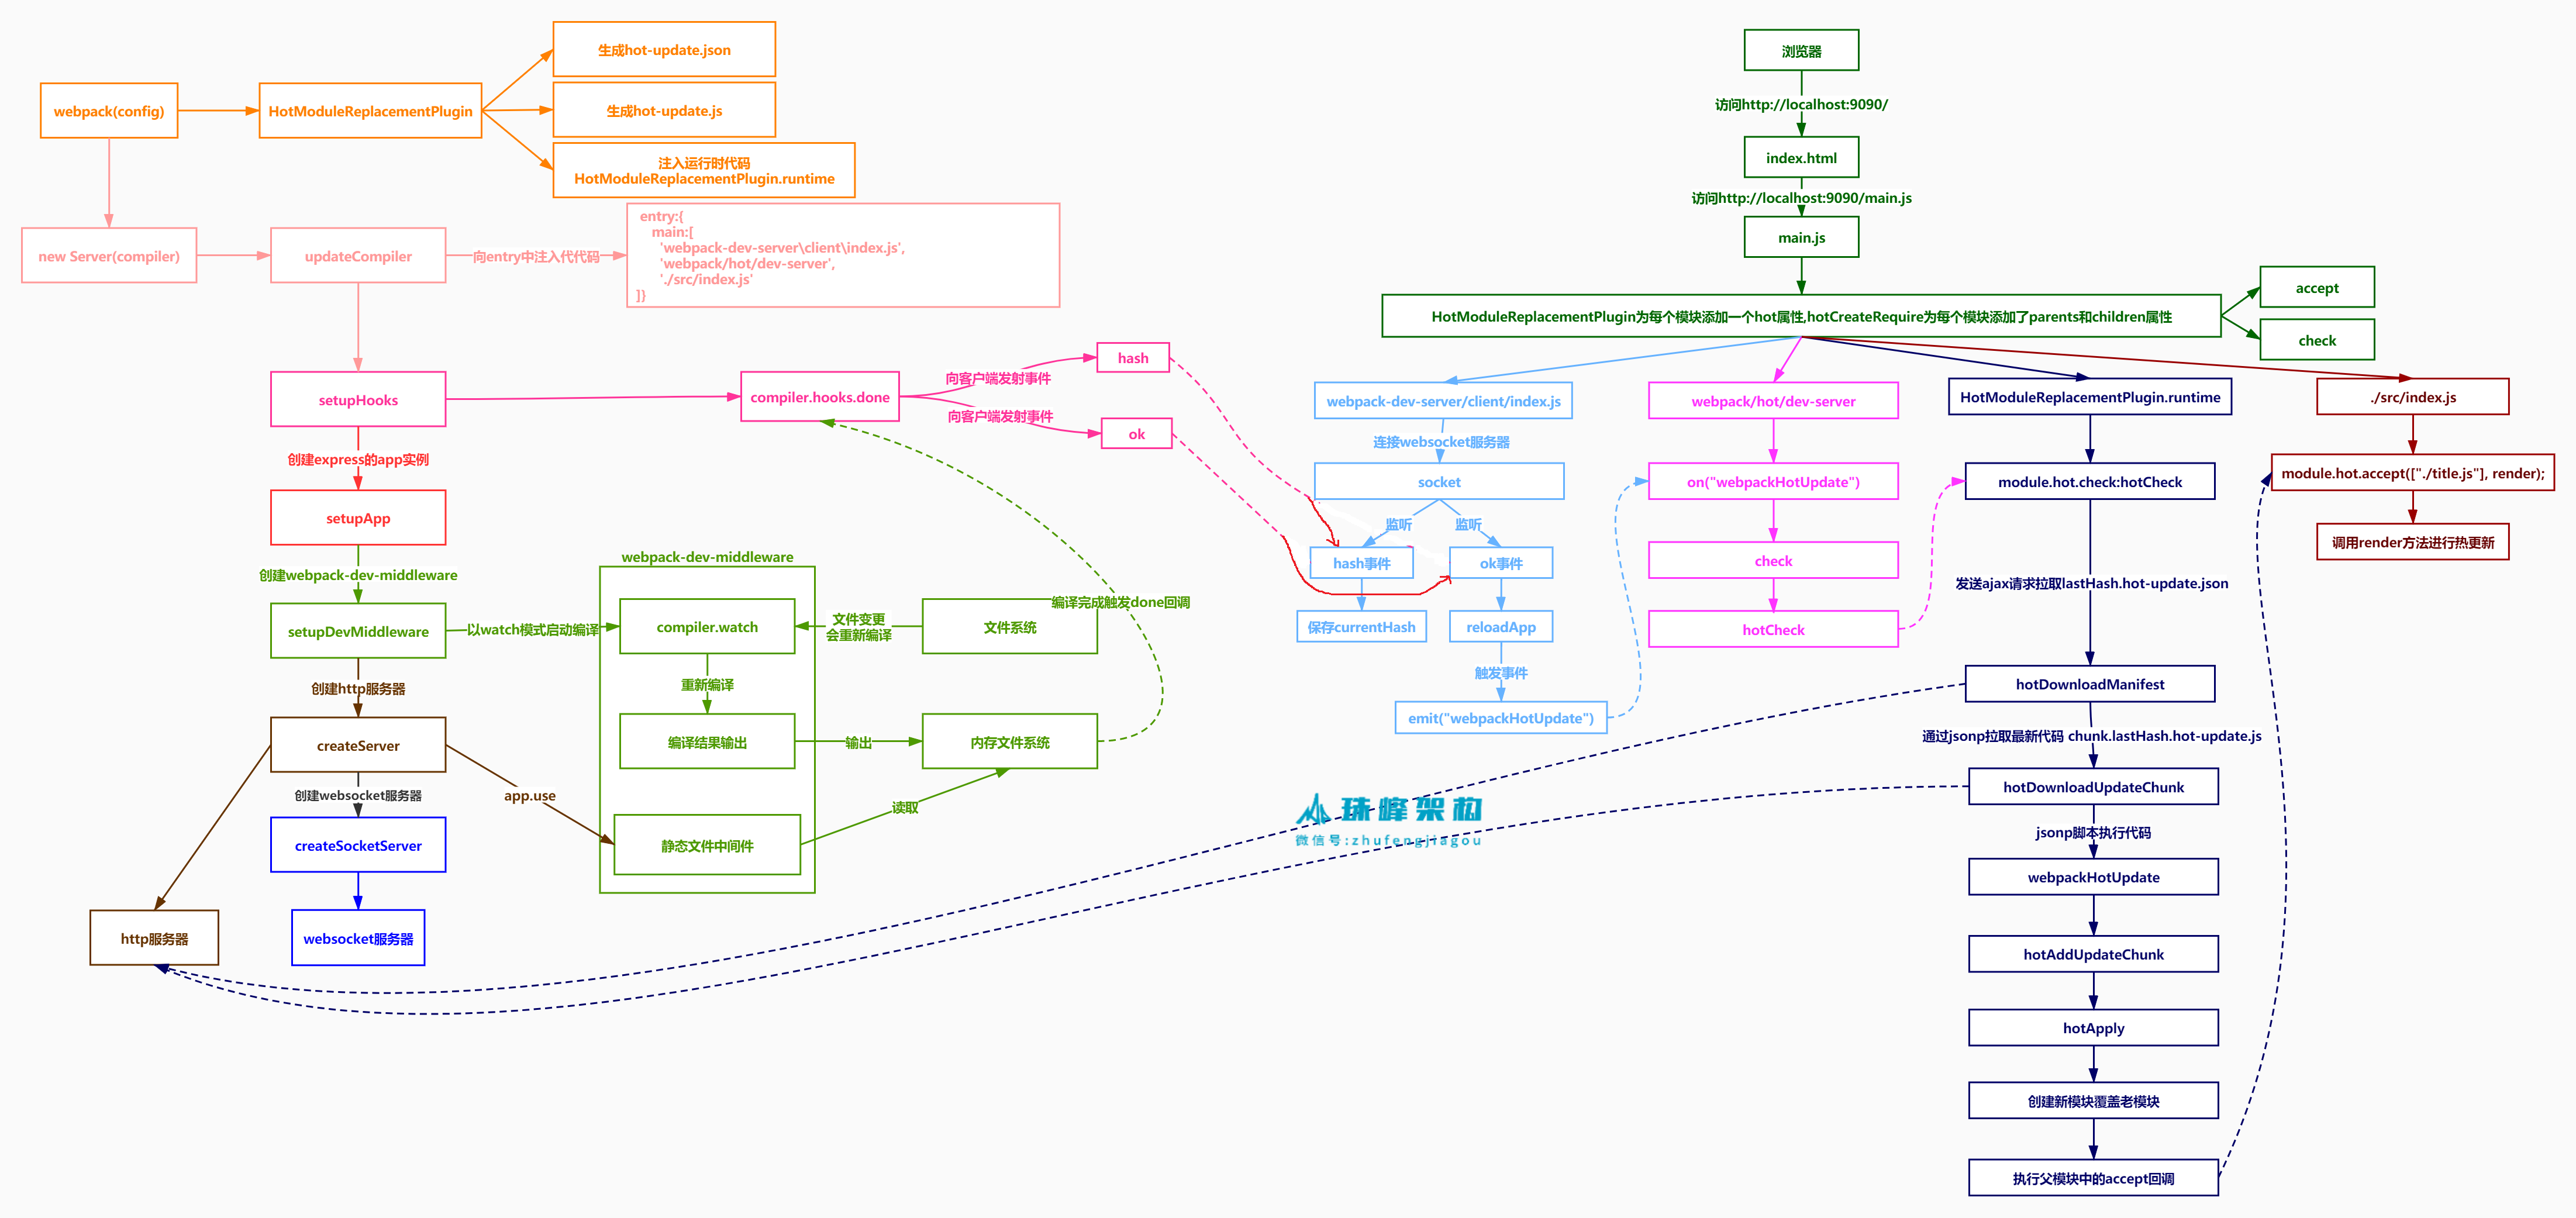 生成hot-update.json
webpack(config)
HotModuleReplacementPlugin
生成hot-update.js
注入运行时代码
HotModuleReplacementPlugin.runtime
new Server(compiler)
updateCompiler
向entry中注入代代码
entry:{
main:[
'webpack-dev-server\client\index.js',
'webpack/hot/dev-server',
'./src/index.js'
]}
setupHooks
compiler.hooks.done
向客户端发射事件
hash
向客户端发射事件
ok
创建express的app实例
setupApp
创建webpack-dev-middleware
setupDevMiddleware
以watch模式启动编译
webpack-dev-middleware
compiler.watch
文件变更
会重新编译
文件系统
编译完成触发done回调
重新编译
编译结果输出
输出
内存文件系统
读取
静态文件中间件
创建http服务器
createServer
app.use
创建websocket服务器
createSocketServer
http服务器
websocket服务器
浏览器
访问http://localhost:9090/
index.html
访问http://localhost:9090/main.js
main.js
HotModuleReplacementPlugin为每个模块添加一个hot属性,hotCreateRequire为每个模块添加了parents和children属性
accept
check
webpack-dev-server/client/index.js
连接websocket服务器
socket
监听
监听
hash事件
ok事件
保存currentHash
reloadApp
触发事件
emit("webpackHotUpdate")
webpack/hot/dev-server
on("webpackHotUpdate")
check
hotCheck
HotModuleReplacementPlugin.runtime
module.hot.check:hotCheck
发送ajax请求拉取lastHash.hot-update.json
hotDownloadManifest
通过jsonp拉取最新代码 chunk.lastHash.hot-update.js
hotDownloadUpdateChunk
jsonp脚本执行代码
webpackHotUpdate
hotAddUpdateChunk
hotApply
创建新模块覆盖老模块
执行父模块中的accept回调
./src/index.js
module.hot.accept(["./title.js"], render);
调用render方法进行热更新
珠峰架构
微信号:zhufengjiagou